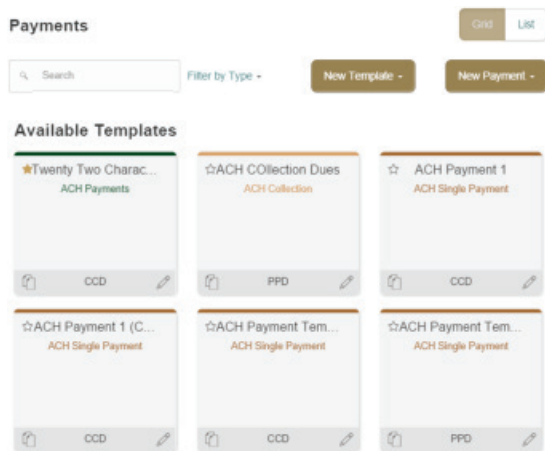 Payments
Grid List
Search Filter by Type New Template New Payment
Available Templates
Twenty Two Charac... ACH COllection Dues ACH Payment 1
ACH Payments ACH Collection ACH Single Payment
CCD PPD CCD
ACH Payment 1 (C... ACH Payment Tem... ACH Payment Tem...
ACH Single Payment ACH Single Payment ACH Single Payment
CCD CCD PPD